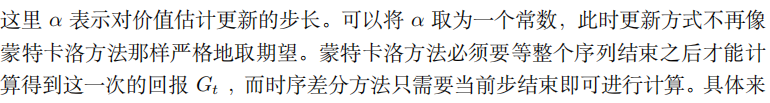 这里 α 表示对价值估计更新的步长。可以将 α 取为一个常数，此时更新方式不再像
蒙特卡洛方法那样严格地取期望。蒙特卡洛方法必须要等整个序列结束之后才能计
算得到这一次的回报 Gt ，而时序差分方法只需要当前步结束即可进行计算。具体来